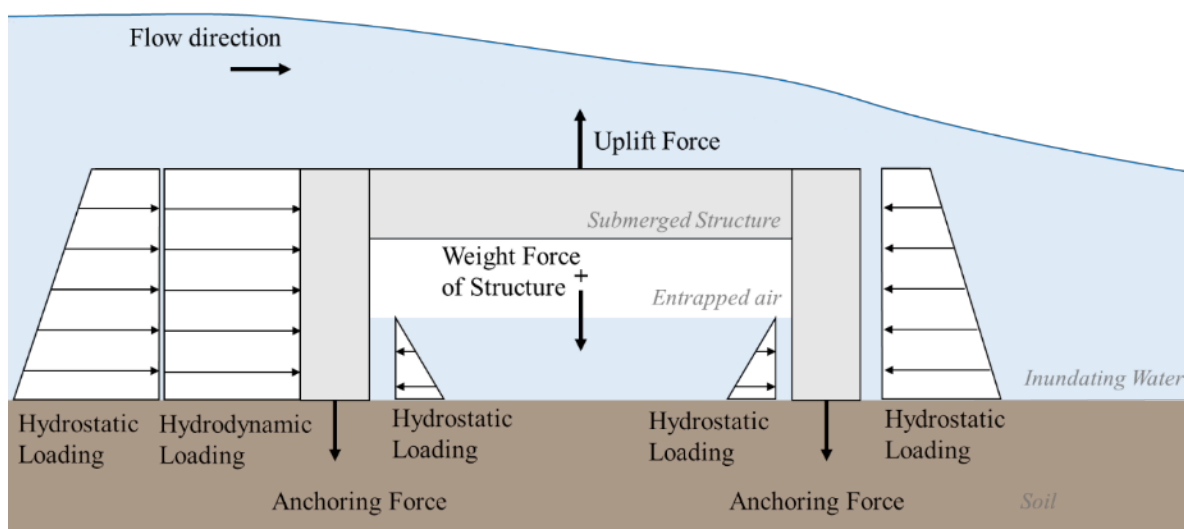 Flow direction
Uplift Force
Submerged Structure
Weight Force
of Structure
Entrapped air
Inundating Water
Hydrostatic
Loading
Hydrodynamic
Loading
Hydrostatic
Loading
Hydrostatic
Loading
Hydrostatic
Loading
Anchoring Force
Anchoring Force
Soil